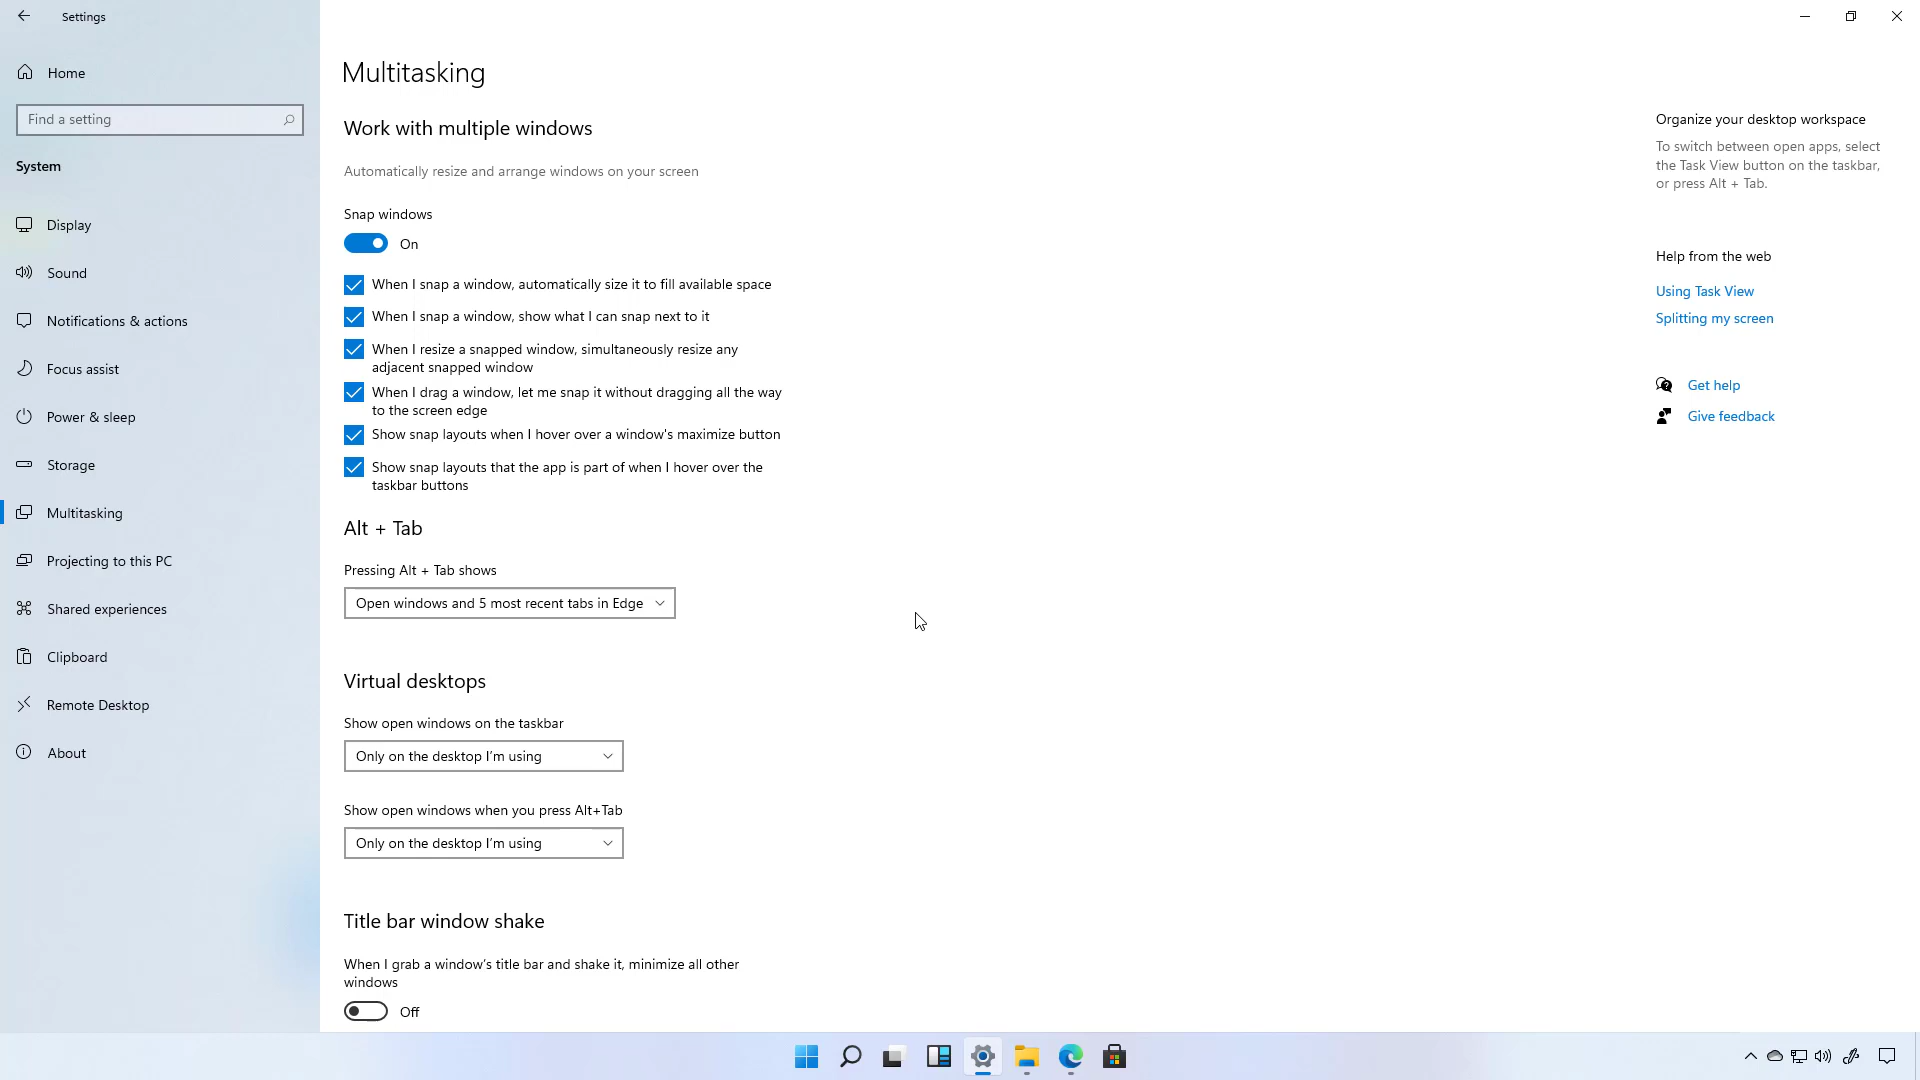 Settings
Home
Find a setting
System
Display
Sound
Notifications & actions
Focus assist
Power & sleep
Storage
Multitasking
Projecting to this PC
Shared experiences
Clipboard
Remote Desktop
About
Multitasking
Work with multiple windows
Automatically resize and arrange windows on your screen
Snap windows
On
When I snap a window, automatically size it to fill available space
When I snap a window, show what I can snap next to it
When I resize a snapped window, simultaneously resize any
adjacent snapped window
When I drag a window, let me snap it without dragging all the way
to the screen edge
Show snap layouts when I hover over a window's maximize button
Show snap layouts that the app is part of when I hover over the
taskbar buttons
Alt + Tab
Pressing Alt + Tab shows
Open windows and 5 most recent tabs in Edge
Virtual desktops
Show open windows on the taskbar
Only on the desktop I’m using
Show open windows when you press Alt+Tab
Only on the desktop I’m using
Title bar window shake
When I grab a window’s title bar and shake it, minimize all other
windows
Off
Organize your desktop workspace
To switch between open apps, select
the Task View button on the taskbar,
or press Alt + Tab.
Help from the web
Using Task View
Splitting my screen
Get help
Give feedback